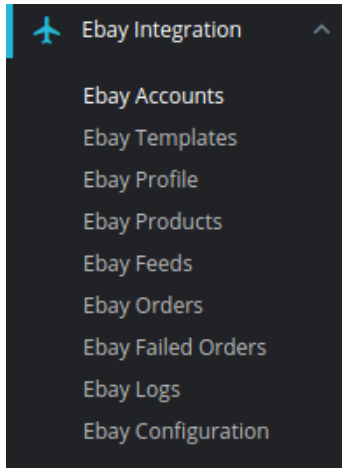 Ebay Integration
Ebay Accounts
Ebay Templates
Ebay Profile
Ebay Products
Ebay Feeds
Ebay Orders
Ebay Failed Orders
Ebay Logs
Ebay Configuration